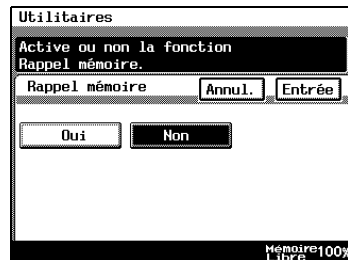 Utilitaires
Active ou non la fonction
Rappel mémoire.
Rappel mémoire Annul. Entrée
Oui Non
Mémoire 100%
Libre